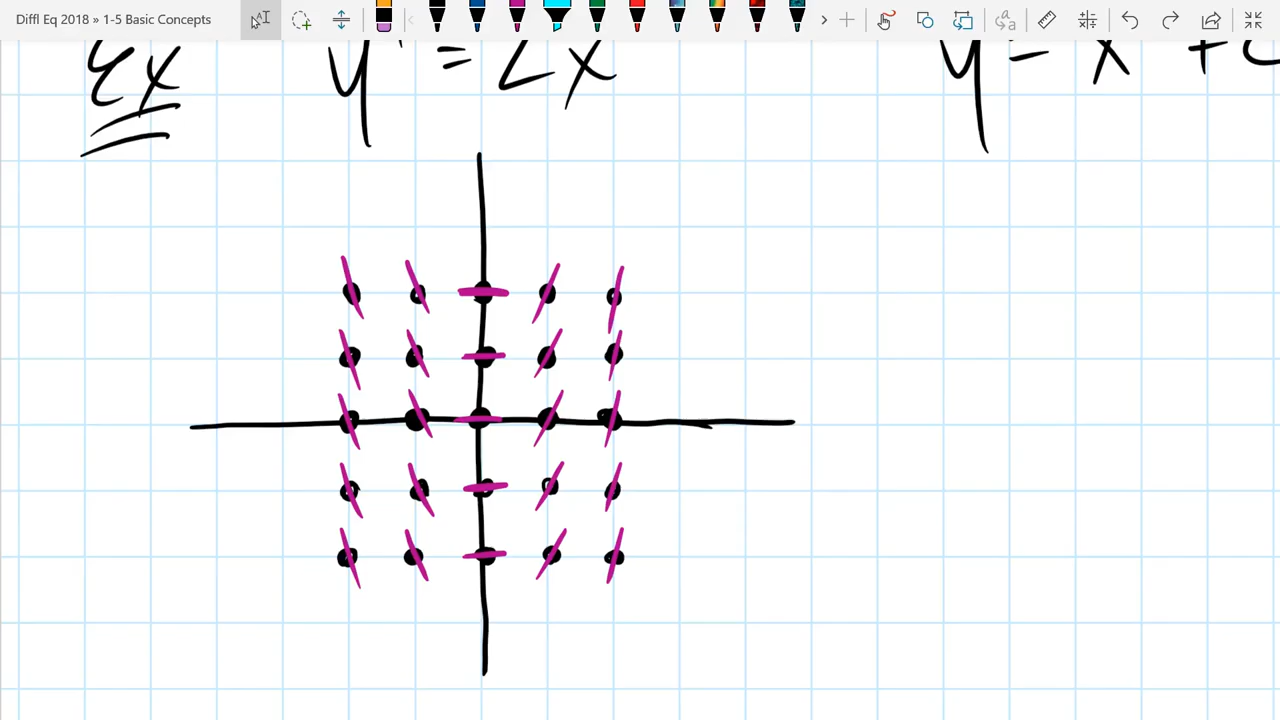 Diffl Eq 2018 » 1-5 Basic Concepts
Ex y' = 2x y = x + c